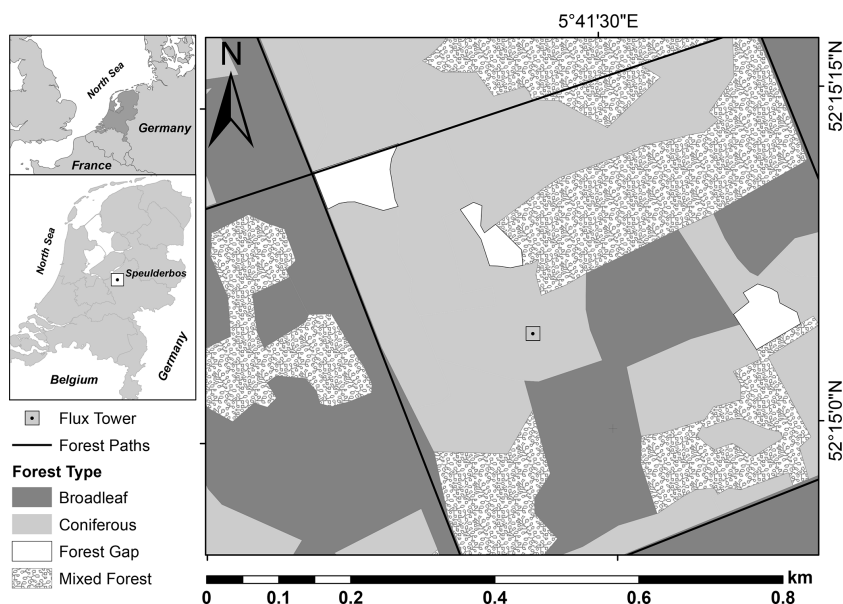 5°41'30"E
North Sea
Germany
France
N
52°15'15"N
North Sea
Speulderbos
Germany
Belgium
52°15'0"N
Flux Tower
Forest Paths
Forest Type
Broadleaf
Coniferous
Forest Gap
Mixed Forest
km
0 0.1 0.2 0.4 0.6 0.8